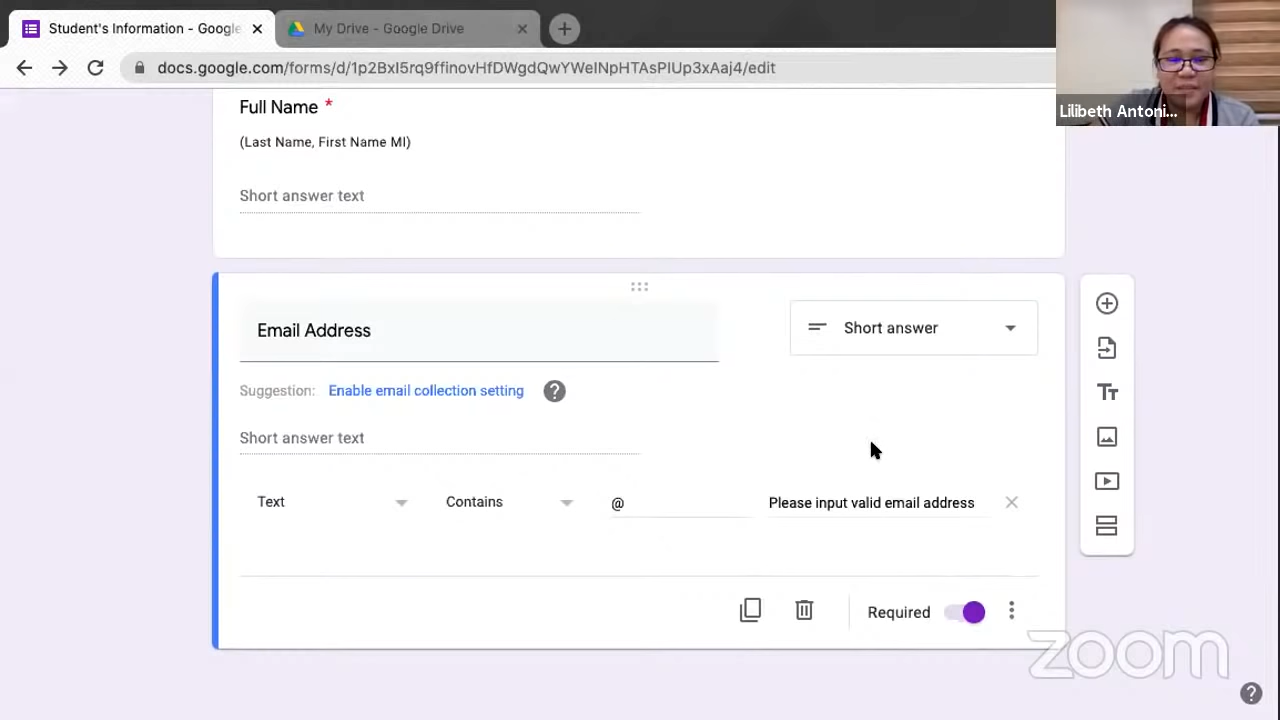 Student's Information - Google
My Drive - Google Drive
docs.google.com/forms/d/1p2BxI5rq9ffinovHfDWgdQwYWeINpHTAsPIUp3xAaj4/edit
Lilibeth Antoni...
Full Name *
(Last Name, First Name MI)
Short answer text
Email Address
Short answer
Suggestion: Enable email collection setting
Short answer text
Text Contains @ Please input valid email address
Required
zoom